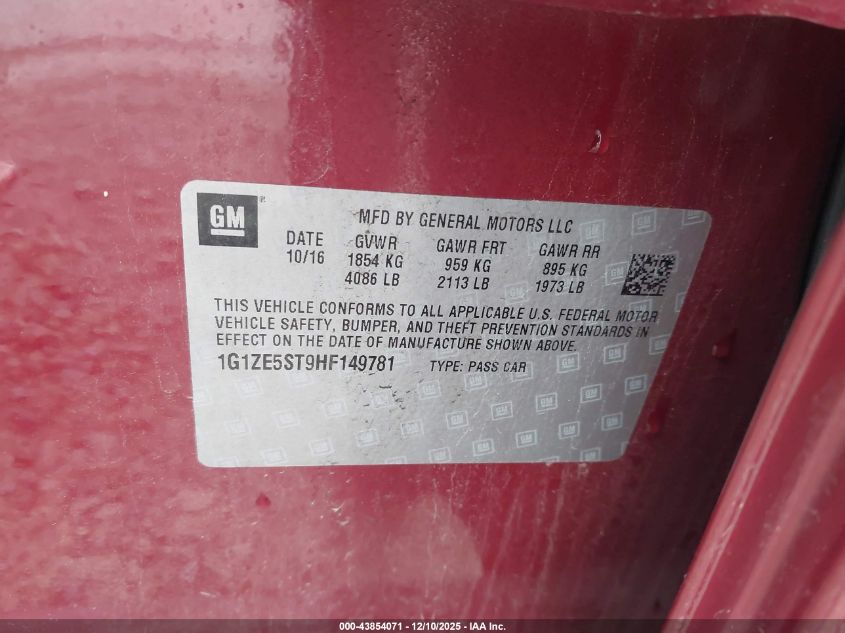 GM
MFD BY GENERAL MOTORS LLC
DATE GVWR GAWR FRT GAWR RR
10/16 1854 KG 959 KG 895 KG
4086 LB 2113 LB 1973 LB
THIS VEHICLE CONFORMS TO ALL APPLICABLE U.S. FEDERAL MOTOR
VEHICLE SAFETY, BUMPER, AND THEFT PREVENTION STANDARDS IN
EFFECT ON THE DATE OF MANUFACTURE SHOWN ABOVE.
1G1ZE5ST9HF149781 TYPE: PASS CAR
000-43854071 - 12/10/2025 - IAA Inc.